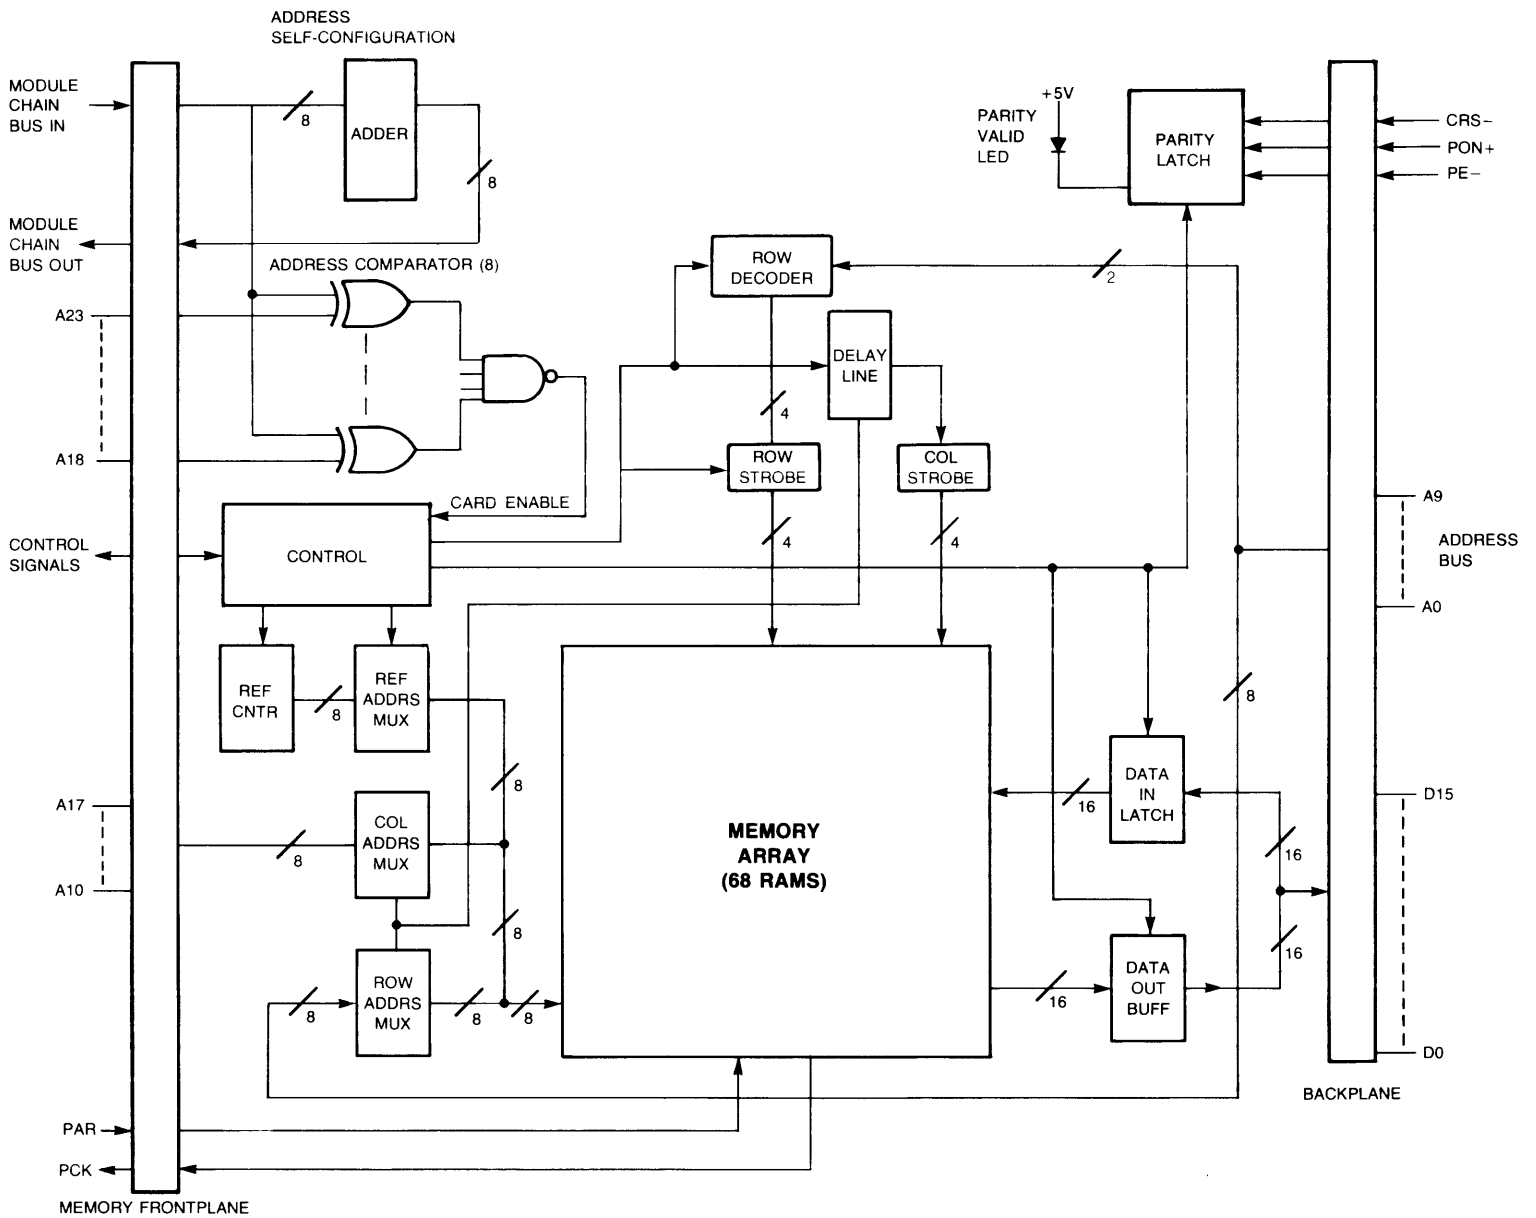 ADDRESS
SELF-CONFIGURATION
MODULE
CHAIN
BUS IN
8
ADDER
8
MODULE
CHAIN
BUS OUT
ADDRESS COMPARATOR (8)
A23
A18
CARD ENABLE
CONTROL
SIGNALS
CONTROL
REF
CNTR
8
REF
ADDRS
MUX
8
A17
A10
8
COL
ADDRS
MUX
8
8
ROW
ADDRS
MUX
8
8
PAR
PCK
MEMORY FRONTPLANE
ROW
DECODER
2
DELAY
LINE
4
ROW
STROBE
COL
STROBE
4
4
MEMORY
ARRAY
(68 RAMS)
+5V
PARITY
VALID
LED
PARITY
LATCH
CRS−
PON+
PE−
A9
ADDRESS
BUS
A0
8
DATA
IN
LATCH
16
16
D15
16
DATA
OUT
BUFF
16
D0
BACKPLANE